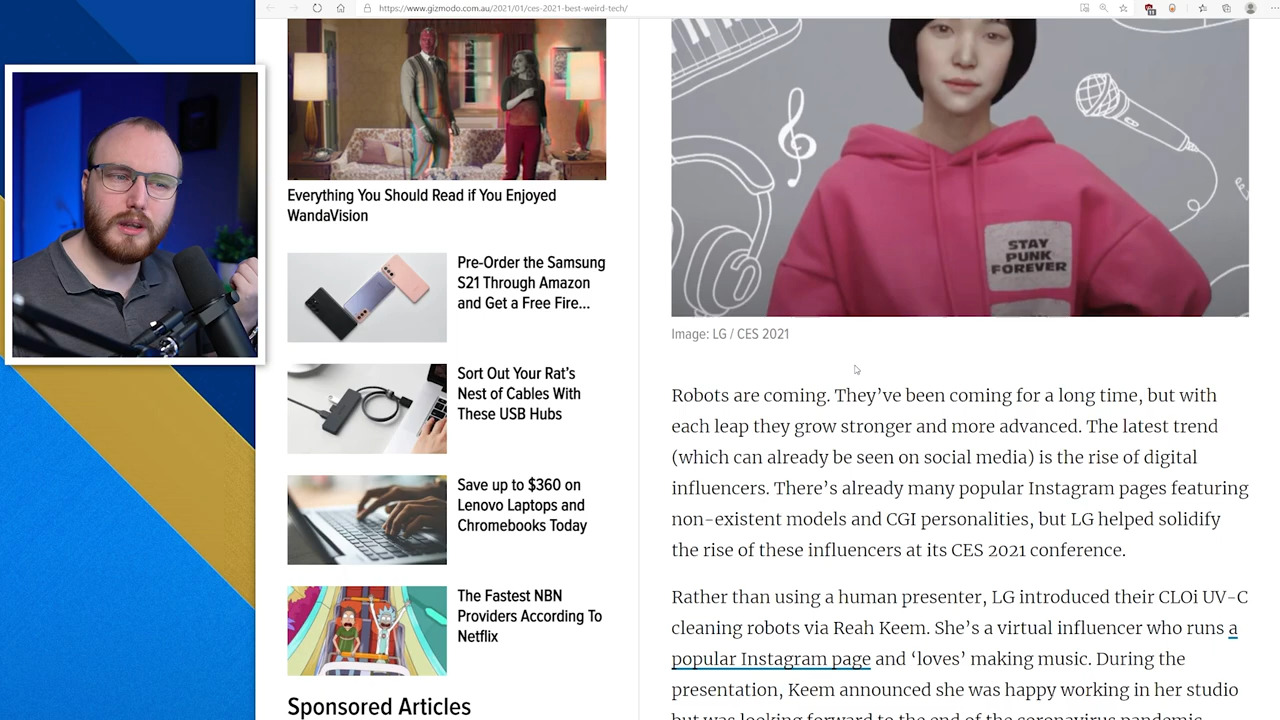 https://www.gizmodo.com.au/2021/01/ces-2021-best-weird-tech/
Everything You Should Read if You Enjoyed
WandaVision
Pre-Order the Samsung
S21 Through Amazon
and Get a Free Fire...
Sort Out Your Rat's
Nest of Cables With
These USB Hubs
Save up to $360 on
Lenovo Laptops and
Chromebooks Today
The Fastest NBN
Providers According To
Netflix
Sponsored Articles
STAY
PUNK
FOREVER
Image: LG / CES 2021
Robots are coming. They've been coming for a long time, but with
each leap they grow stronger and more advanced. The latest trend
(which can already be seen on social media) is the rise of digital
influencers. There's already many popular Instagram pages featuring
non-existent models and CGI personalities, but LG helped solidify
the rise of these influencers at its CES 2021 conference.
Rather than using a human presenter, LG introduced their CLOi UV-C
cleaning robots via Reah Keem. She's a virtual influencer who runs a
popular Instagram page and 'loves' making music. During the
presentation, Keem announced she was happy working in her studio
but was looking forward to the end of the coronavirus pandemic